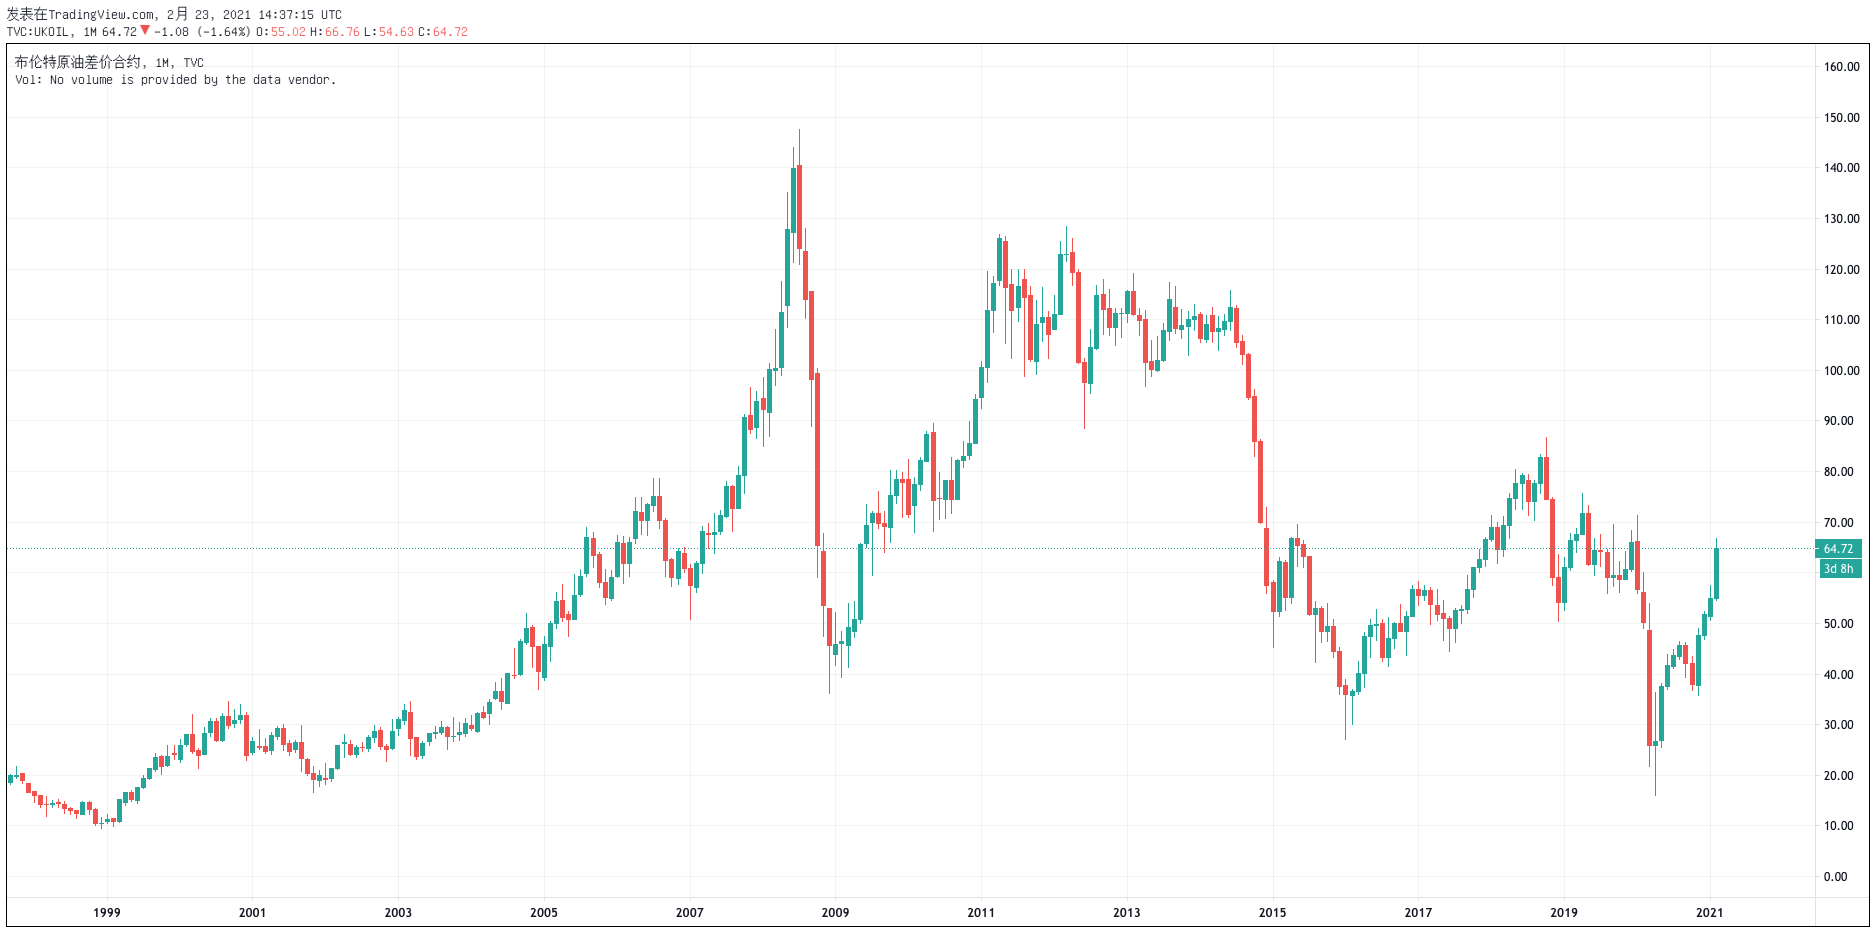 发表在TradingView.com, 2月 23, 2021 14:37:15 UTC
TVC:UKOIL, 1M 64.72▼ −1.08 (−1.64%) O:55.02 H:66.76 L:54.63 C:64.72
布伦特原油差价合约, 1M, TVC
Vol: No volume is provided by the data vendor.
160.00
150.00
140.00
130.00
120.00
110.00
100.00
90.00
80.00
70.00
64.72
3d 8h
50.00
40.00
30.00
20.00
10.00
0.00
1999 2001 2003 2005 2007 2009 2011 2013 2015 2017 2019 2021